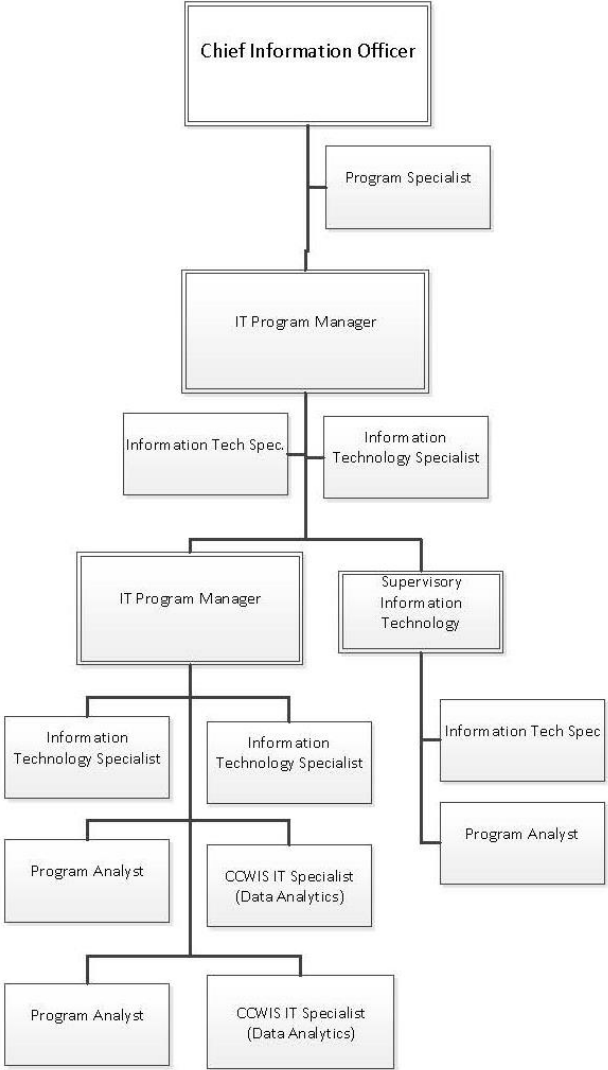 Chief Information Officer
Program Specialist
IT Program Manager
Information Tech Spec.
Information
Technology Specialist
IT Program Manager
Supervisory
Information
Technology
Information
Technology Specialist
Information
Technology Specialist
Information Tech Spec
Program Analyst
CCWIS IT Specialist
(Data Analytics)
Program Analyst
Program Analyst
CCWIS IT Specialist
(Data Analytics)